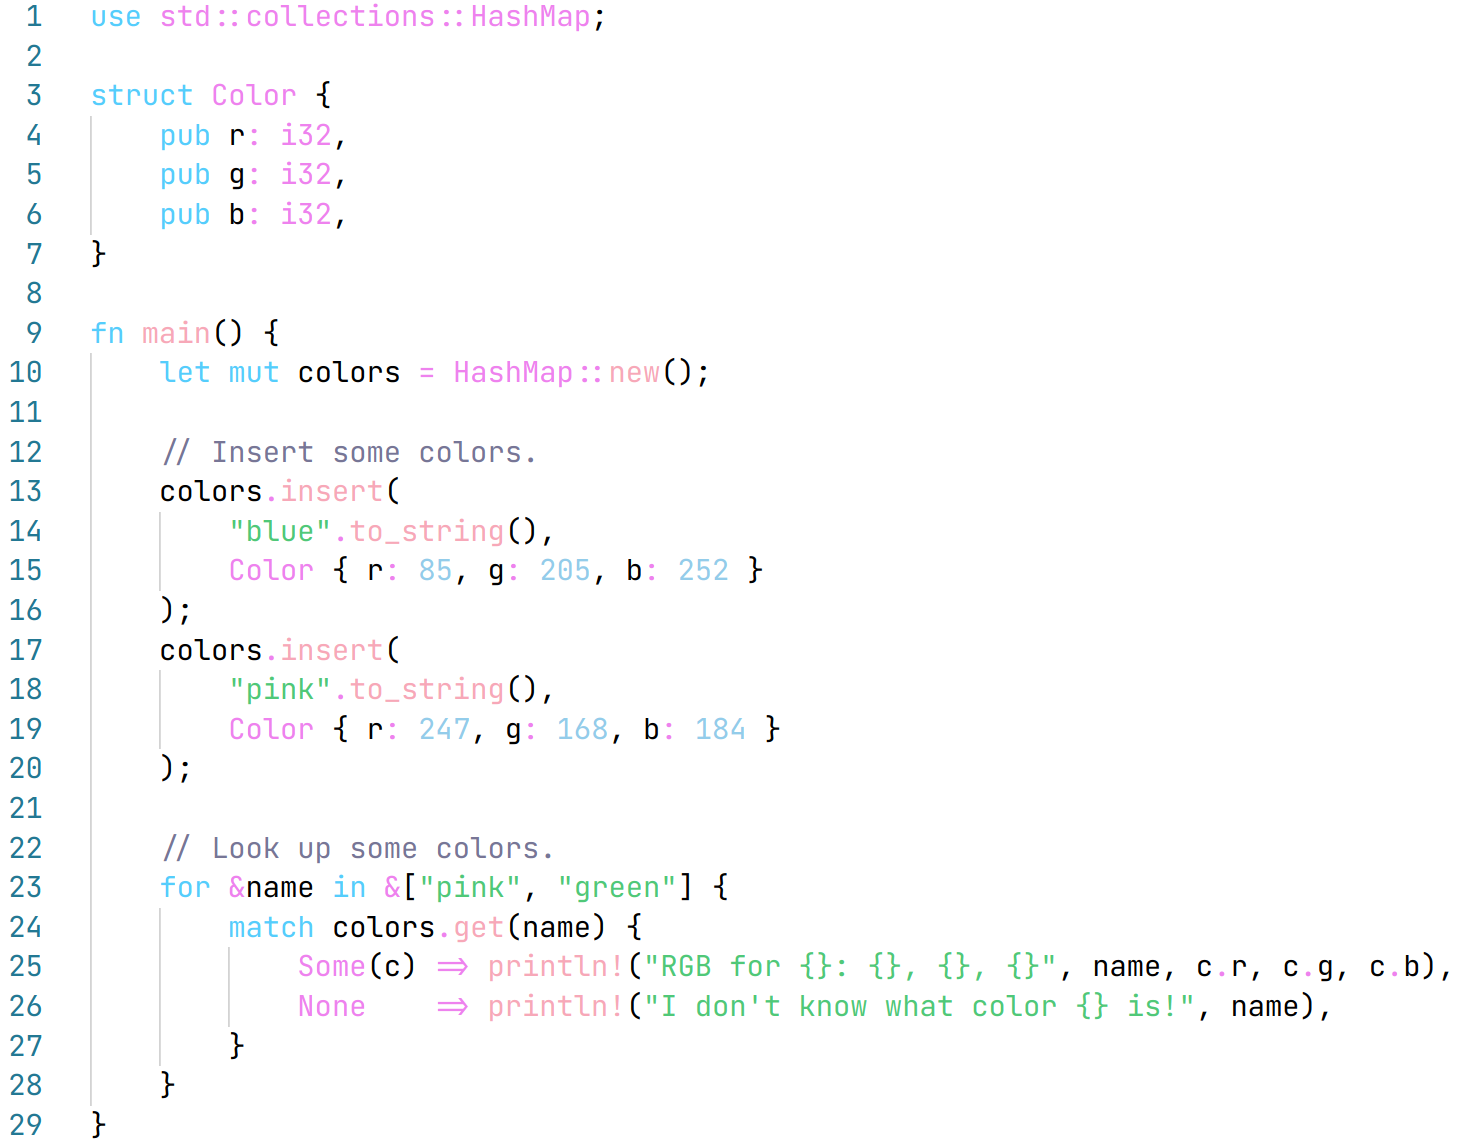 1 use std::collections::HashMap;
2
3 struct Color {
4     pub r: i32,
5     pub g: i32,
6     pub b: i32,
7 }
8
9 fn main() {
10     let mut colors = HashMap::new();
11
12     // Insert some colors.
13     colors.insert(
14         "blue".to_string(),
15         Color { r: 85, g: 205, b: 252 }
16     );
17     colors.insert(
18         "pink".to_string(),
19         Color { r: 247, g: 168, b: 184 }
20     );
21
22     // Look up some colors.
23     for &name in &["pink", "green"] {
24         match colors.get(name) {
25             Some(c) => println!("RGB for {}: {}, {}, {}", name, c.r, c.g, c.b),
26             None    => println!("I don't know what color {} is!", name),
27         }
28     }
29 }